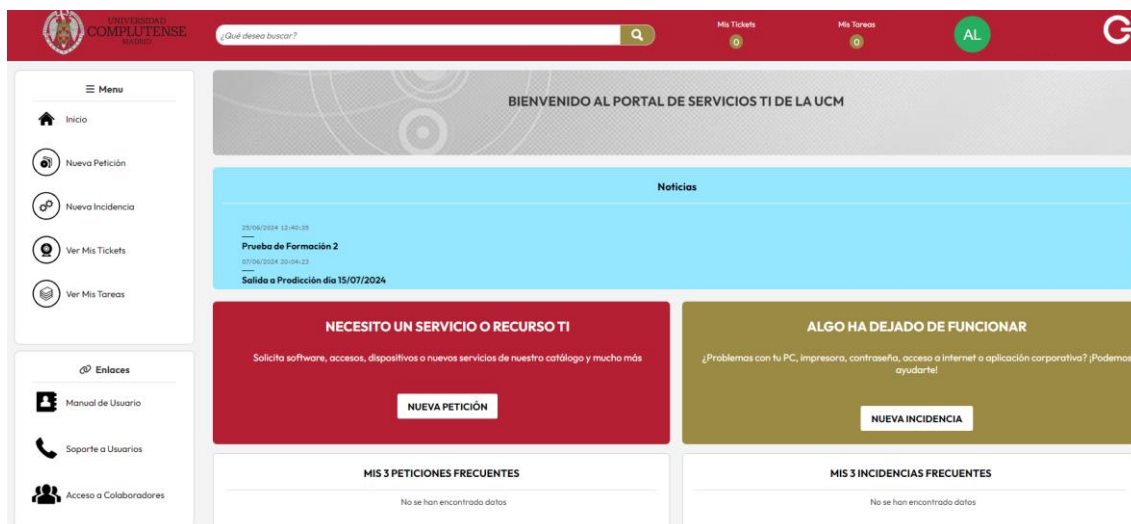 UNIVERSIDAD
COMPLUTENSE
MADRID
¿Qué desea buscar?
Mis Tickets
0
Mis Tareas
0
AL
Menu
Inicio
Nueva Petición
Nueva Incidencia
Ver Mis Tickets
Ver Mis Tareas
Enlaces
Manual de Usuario
Soporte a Usuarios
Acceso a Colaboradores
BIENVENIDO AL PORTAL DE SERVICIOS TI DE LA UCM
Noticias
25/06/2024 12:40:39
Prueba de Formación 2
07/06/2024 20:04:23
Salida a Prodicción dia 15/07/2024
NECESITO UN SERVICIO O RECURSO TI
Solicita software, accesos, dispositivos o nuevos servicios de nuestro catálogo y mucho más
NUEVA PETICIÓN
ALGO HA DEJADO DE FUNCIONAR
¿Problemas con tu PC, impresora, contraseña, acceso a internet o aplicación corporativa? ¡Podemos
ayudarte!
NUEVA INCIDENCIA
MIS 3 PETICIONES FRECUENTES
No se han encontrado datos
MIS 3 INCIDENCIAS FRECUENTES
No se han encontrado datos